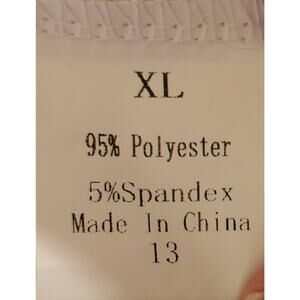 XL
95% Polyester
5%Spandex
Made In China
13